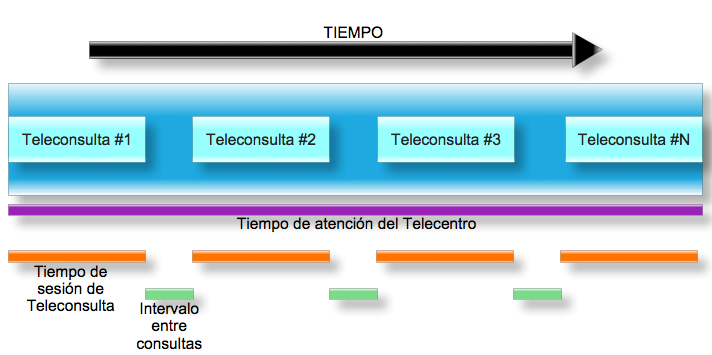 TIEMPO
Teleconsulta #1
Teleconsulta #2
Teleconsulta #3
Teleconsulta #N
Tiempo de atención del Telecentro
Tiempo de
sesión de
Teleconsulta
Intervalo
entre
consultas